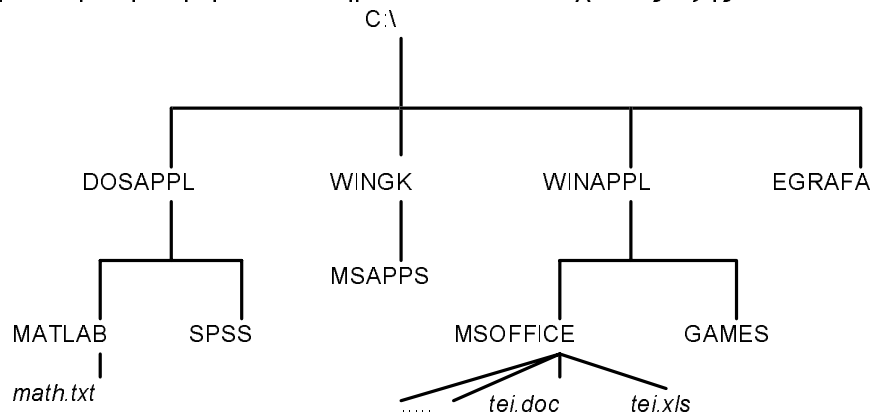 C:\
DOSAPPL WINGK WINAPPL EGRAFA
MSAPPS
MATLAB SPSS MSOFFICE GAMES
math.txt ..... tei.doc tei.xls